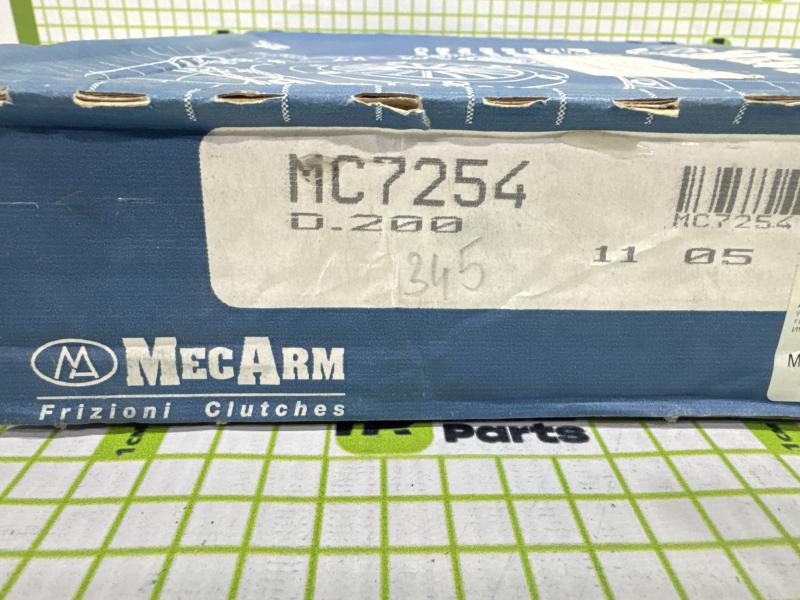 MC7254
D.200
MC7254
11 05
345
MECARM
Frizioni Clutches
Parts